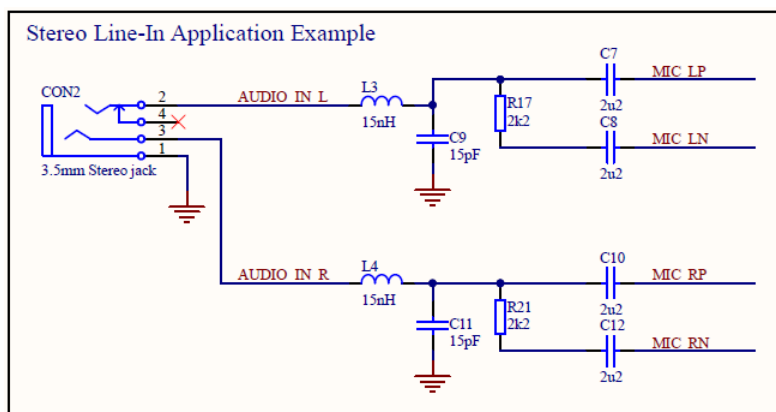 Stereo Line-In Application Example
CON2
2
4
3
1
3.5mm Stereo jack
AUDIO IN L
L3
15nH
C9
15pF
R17
2k2
C7
2u2
MIC LP
C8
2u2
MIC LN
AUDIO IN R
L4
15nH
C11
15pF
R21
2k2
C10
2u2
MIC RP
C12
2u2
MIC RN